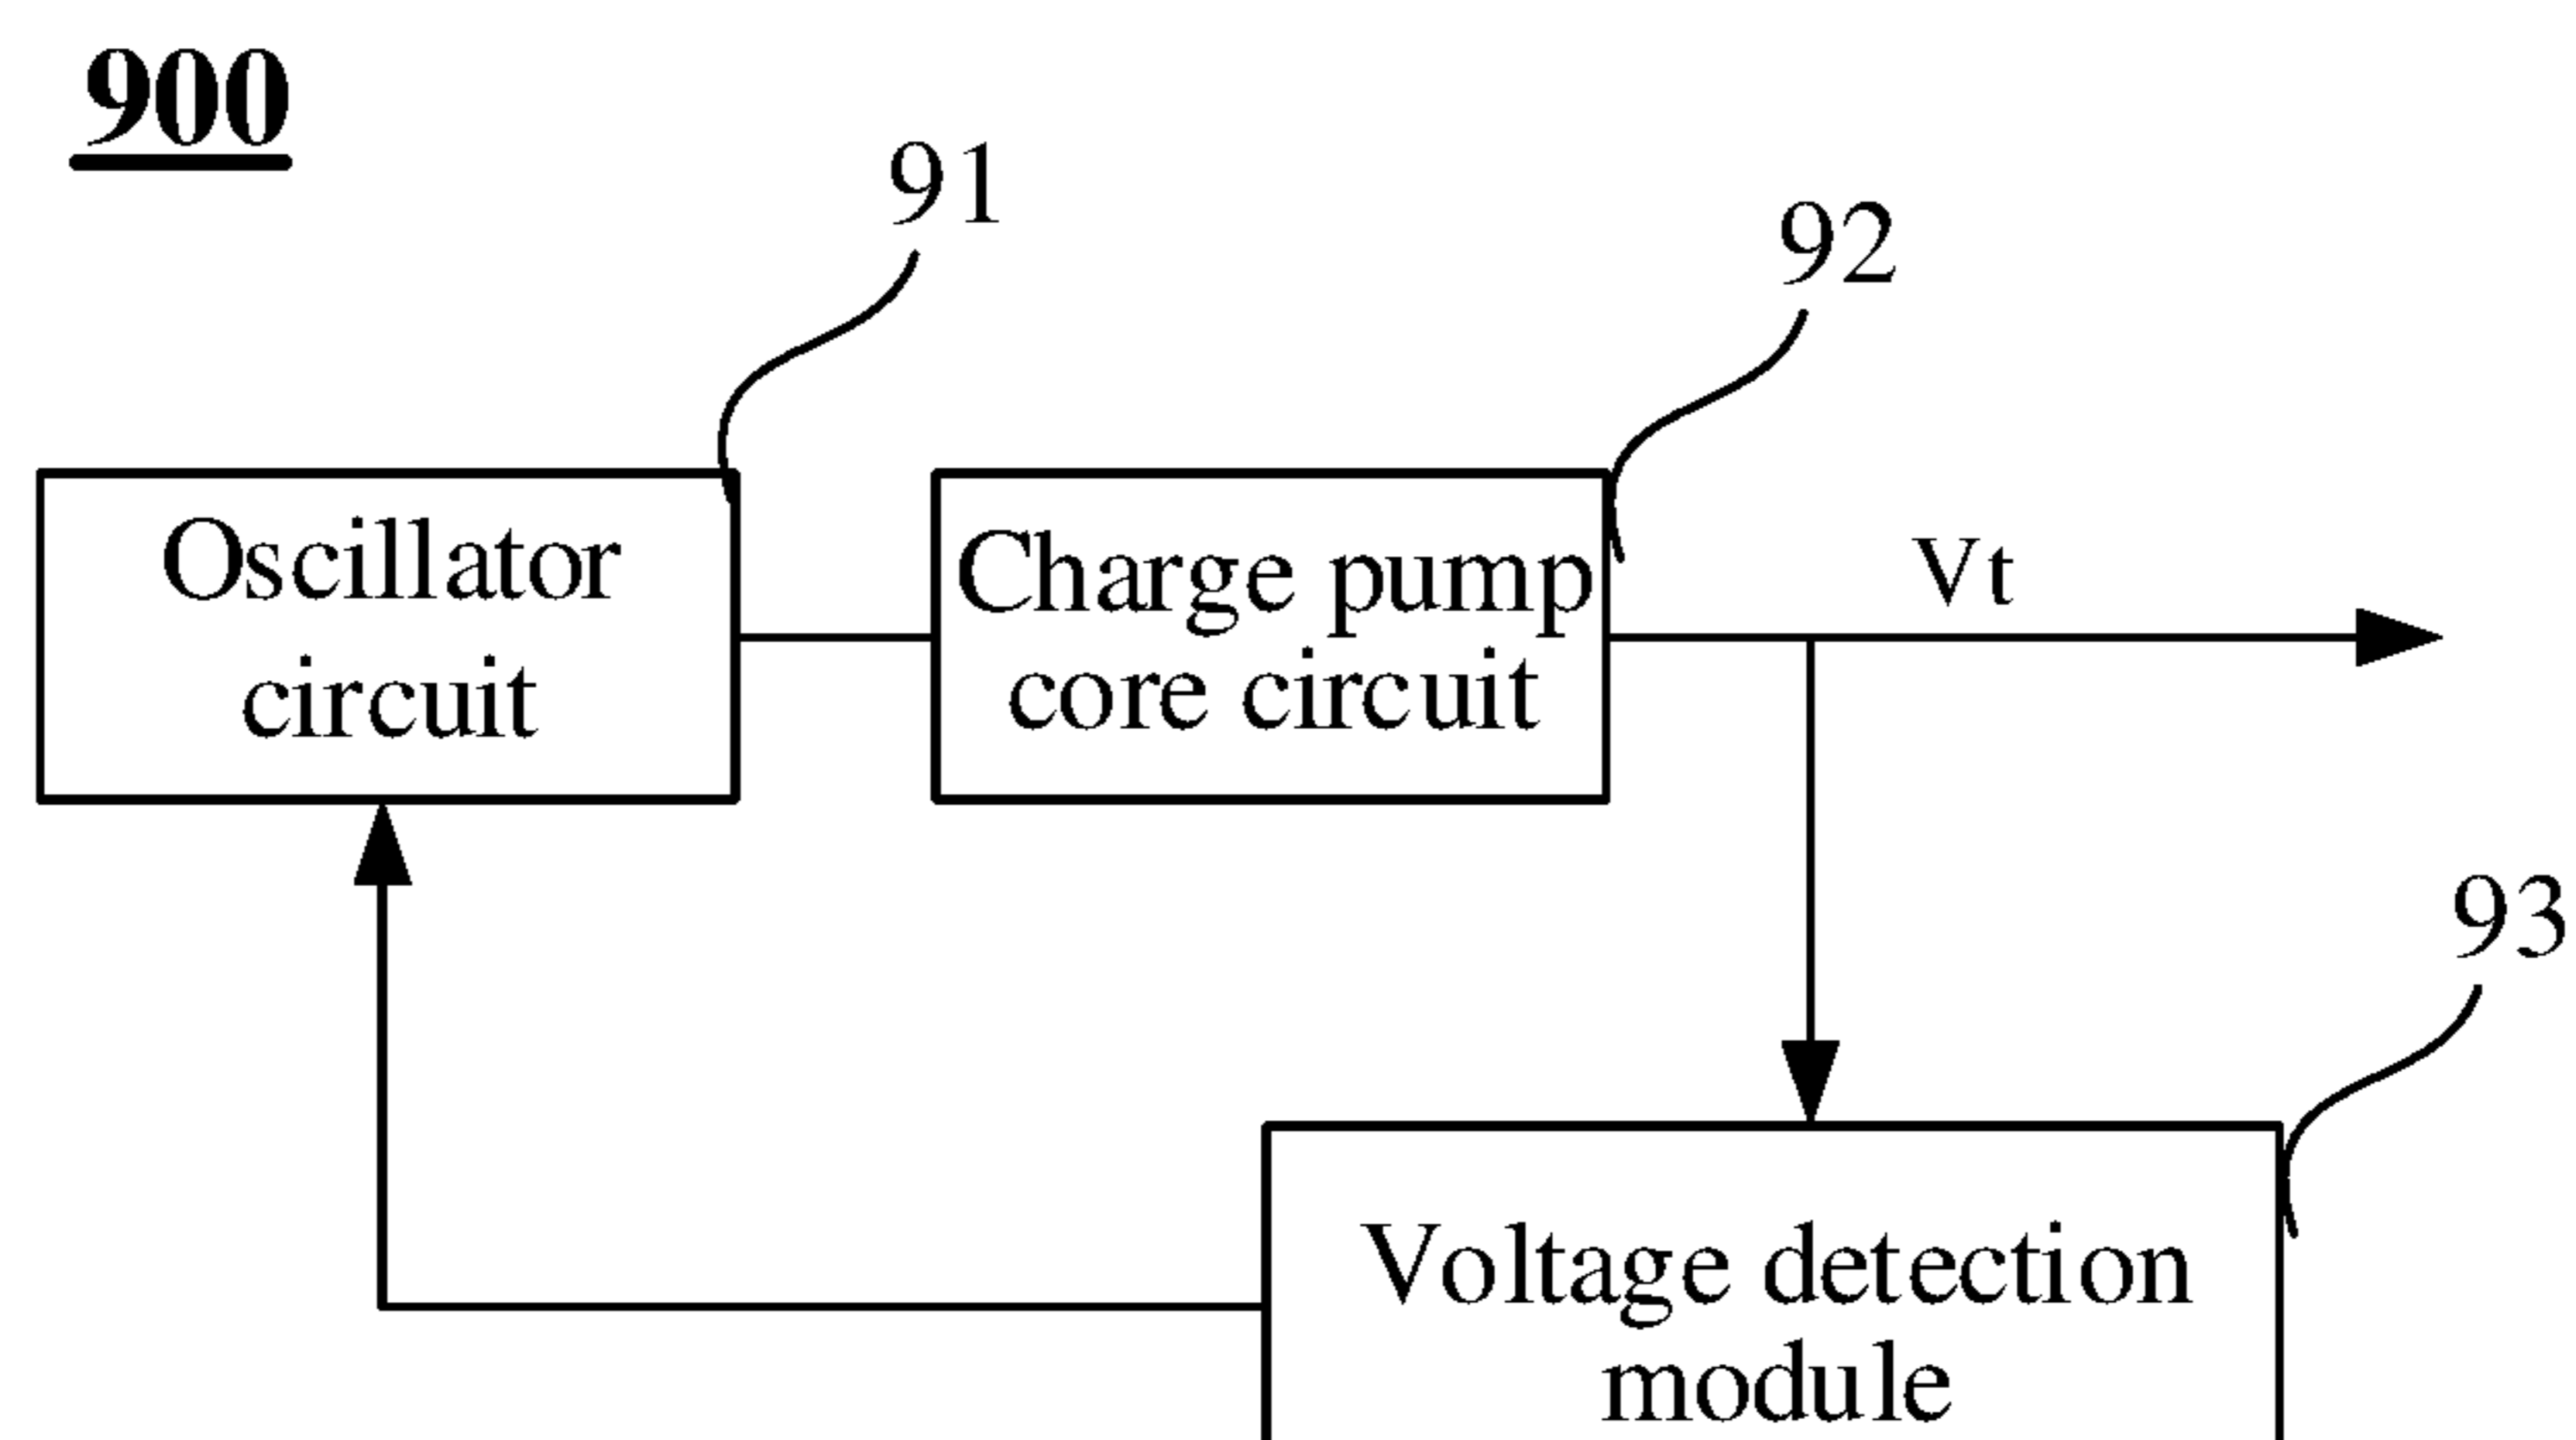 900
91
92
Oscillator
circuit
Charge pump
core circuit
Vt
93
Voltage detection
module